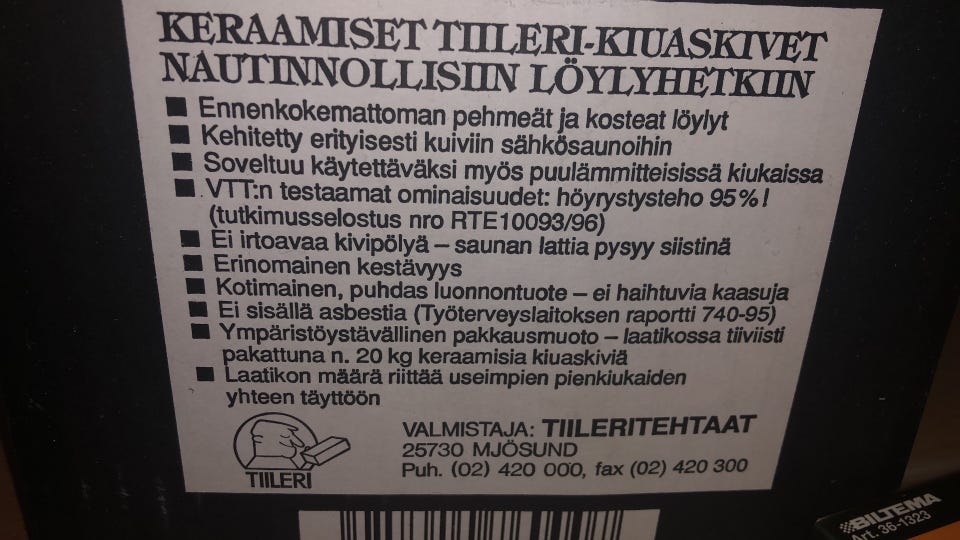 KERAAMISET TIILERI-KIUASKIVET
NAUTINNOLLISIIN LÖYLYHETKIIN
■ Ennenkokemattoman pehmeät ja kosteat löylyt
■ Kehitetty erityisesti kuiviin sähkösaunoihin
■ Soveltuu käytettäväksi myös puulämmitteisissä kiukaissa
■ VTT:n testaamat ominaisuudet: höyrystysteho 95%!
(tutkimusselostus nro RTE10093/96)
■ Ei irtoavaa kivipölyä – saunan lattia pysyy siistinä
■ Erinomainen kestävyys
■ Kotimainen, puhdas luonnontuote – ei haihtuvia kaasuja
■ Ei sisällä asbestia (Työterveyslaitoksen raportti 740-95)
■ Ympäristöystävällinen pakkausmuoto – laatikossa tiiviisti
pakattuna n. 20 kg keraamisia kiuaskiviä
■ Laatikon määrä riittää useimpien pienkiukaiden
yhteen täyttöön
TIILERI
VALMISTAJA: TIILERITEHTAAT
25730 MJÖSUND
Puh. (02) 420 000, fax (02) 420 300
BILTEMA
Art. 36-1323